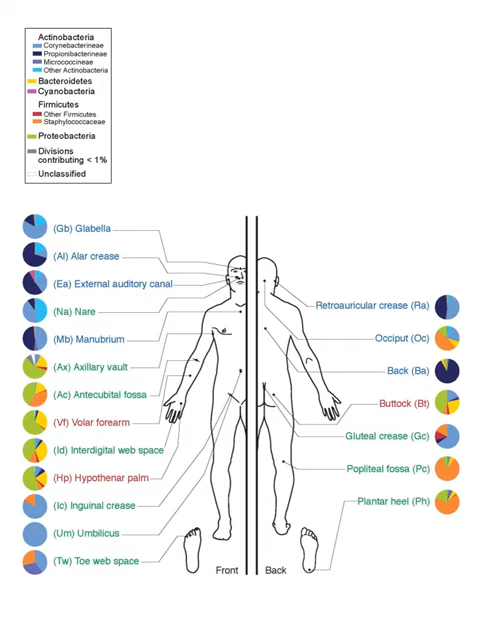 Actinobacteria
Corynebacterineae
Propionibacterineae
Micrococcineae
Other Actinobacteria
Bacteroidetes
Cyanobacteria
Firmicutes
Other Firmicutes
Staphylococcaceae
Proteobacteria
Divisions
contributing < 1%
Unclassified
(Gb) Glabella
(Al) Alar crease
(Ea) External auditory canal
(Na) Nare
(Mb) Manubrium
(Ax) Axillary vault
(Ac) Antecubital fossa
(Vf) Volar forearm
(Id) Interdigital web space
(Hp) Hypothenar palm
(Ic) Inguinal crease
(Um) Umbilicus
(Tw) Toe web space
Retroauricular crease (Ra)
Occiput (Oc)
Back (Ba)
Buttock (Bt)
Gluteal crease (Gc)
Popliteal fossa (Pc)
Plantar heel (Ph)
Front
Back